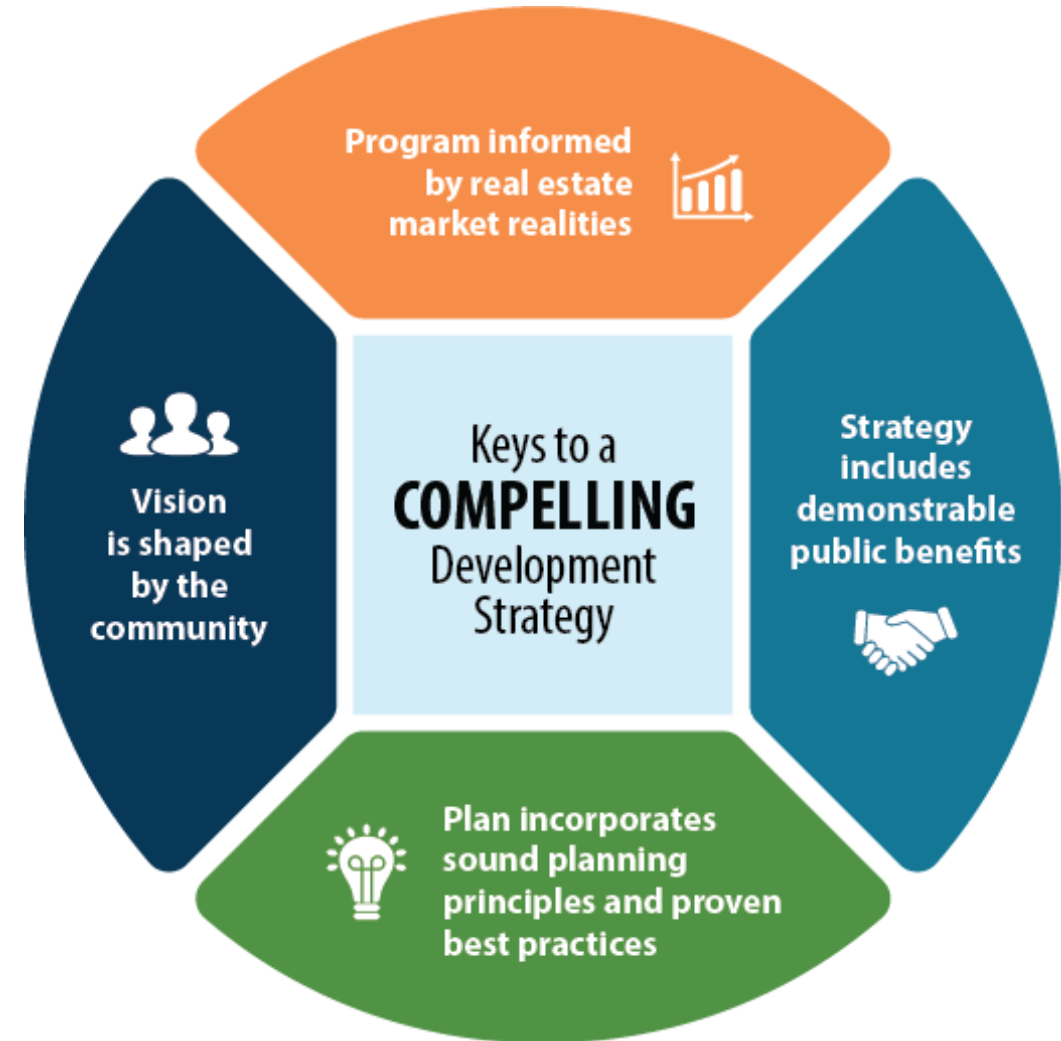 Program informed
by real estate
market realities
Vision
is shaped
by the
community
Keys to a
COMPELLING
Development
Strategy
Strategy
includes
demonstrable
public benefits
Plan incorporates
sound planning
principles and proven
best practices